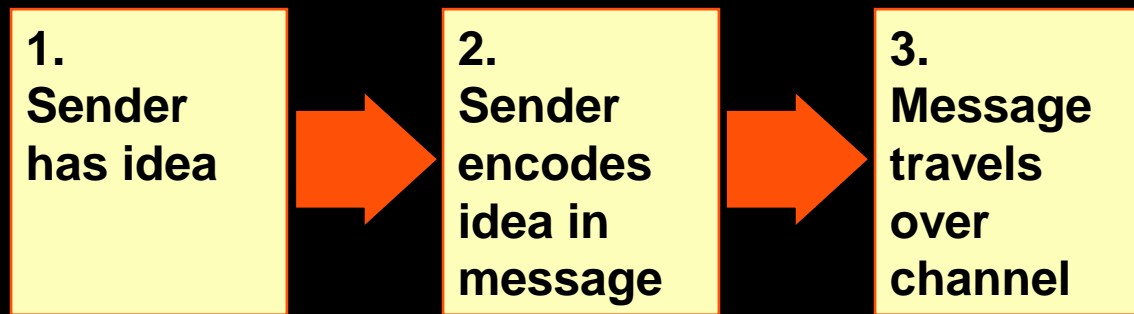 1.
Sender
has idea
2.
Sender
encodes
idea in
message
3.
Message
travels
over
channel